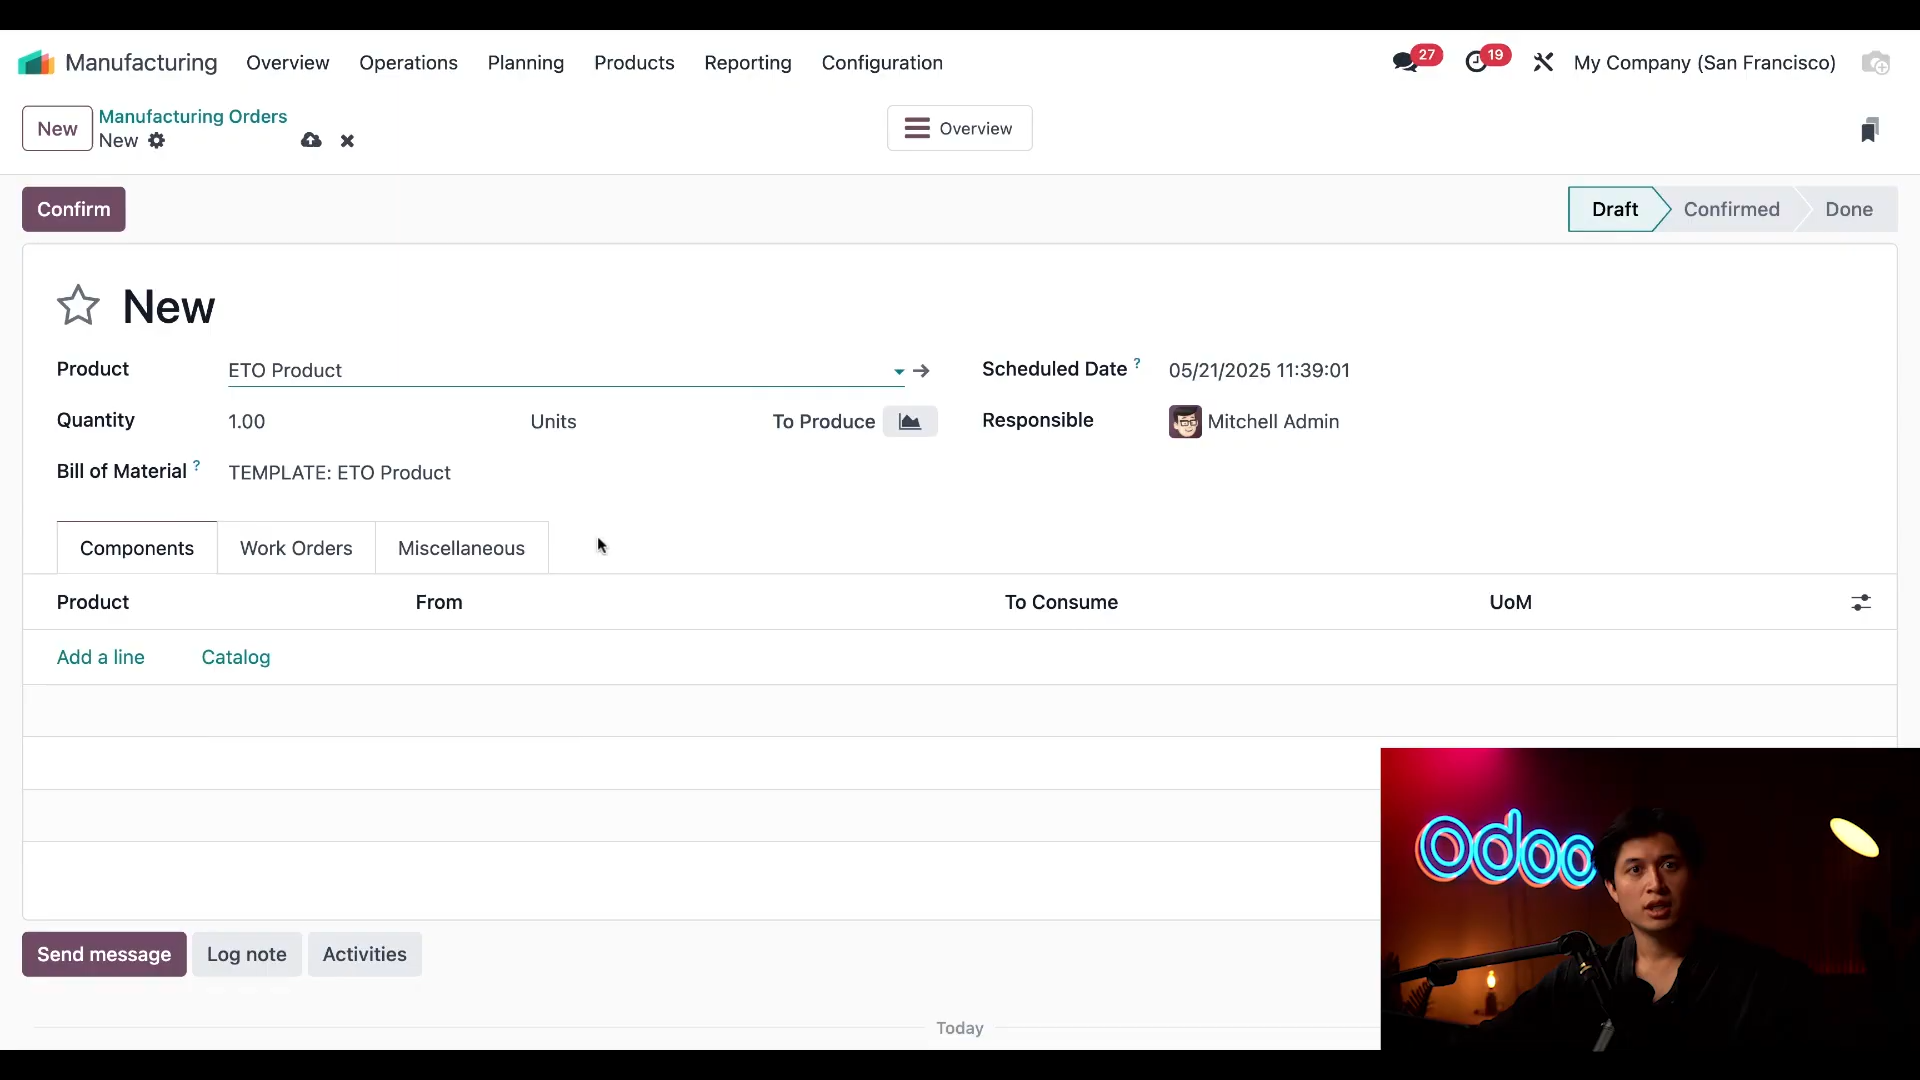 Manufacturing Overview Operations Planning Products Reporting Configuration 27 19 My Company (San Francisco)
New Manufacturing Orders
New
Overview
Confirm Draft Confirmed Done
New
Product ETO Product Scheduled Date ? 05/21/2025 11:39:01
Quantity 1.00 Units To Produce Responsible Mitchell Admin
Bill of Material ? TEMPLATE: ETO Product
Components Work Orders Miscellaneous
Product From To Consume UoM
Add a line Catalog
odoo
Send message Log note Activities
Today